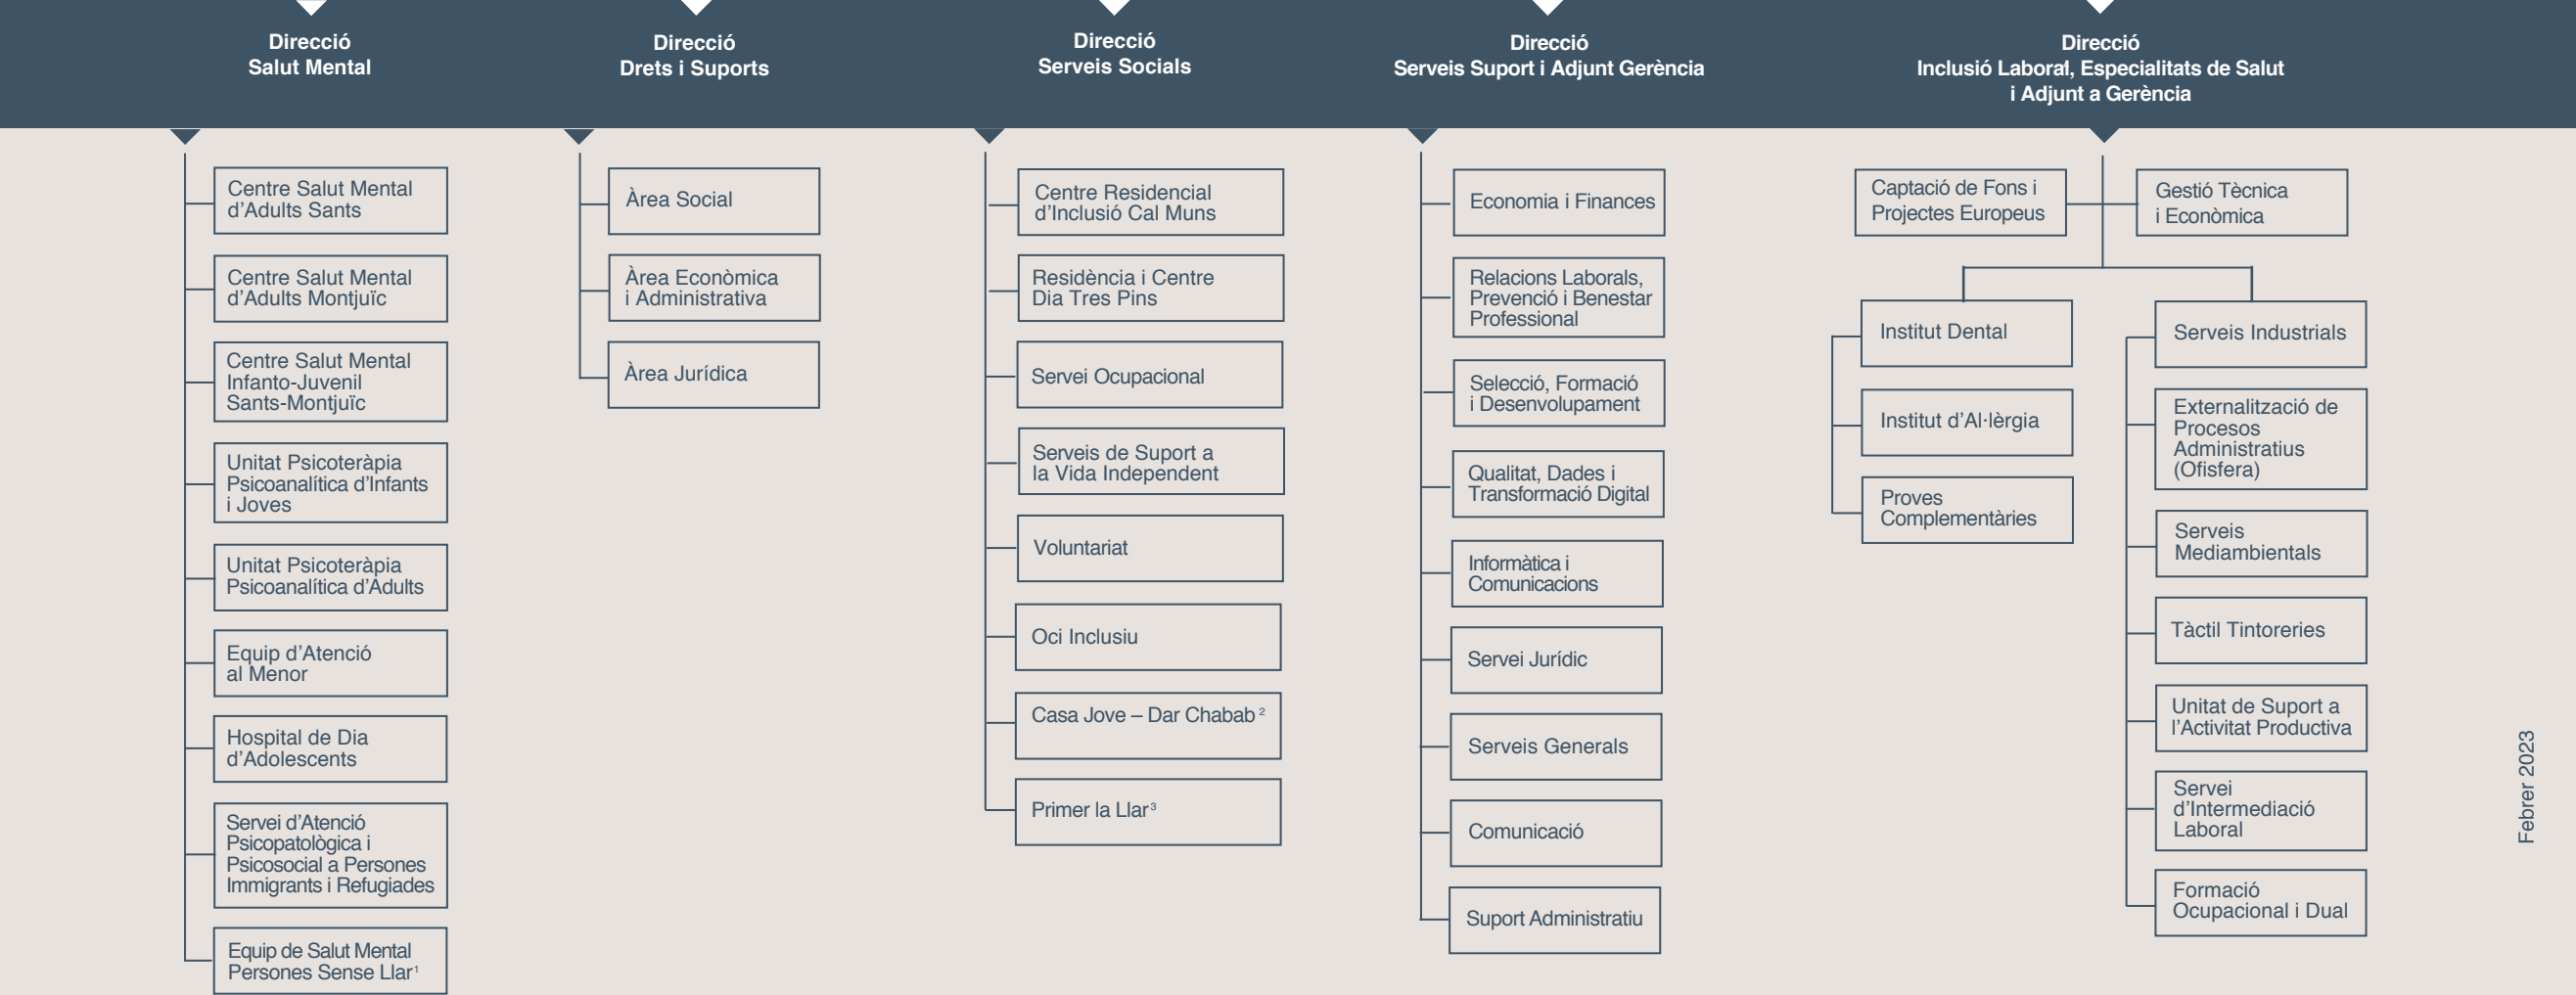 Direcció
Salut Mental
Centre Salut Mental
d’Adults Sants
Centre Salut Mental
d’Adults Montjuïc
Centre Salut Mental
Infanto-Juvenil
Sants-Montjuïc
Unitat Psicoteràpia
Psicoanalítica d’Infants
i Joves
Unitat Psicoteràpia
Psicoanalítica d’Adults
Equip d’Atenció
al Menor
Hospital de Dia
d’Adolescents
Servei d’Atenció
Psicopatològica i
Psicosocial a Persones
Immigrants i Refugiades
Equip de Salut Mental
Persones Sense Llar¹
Direcció
Drets i Suports
Àrea Social
Àrea Econòmica
i Administrativa
Àrea Jurídica
Direcció
Serveis Socials
Centre Residencial
d’Inclusió Cal Muns
Residència i Centre
Dia Tres Pins
Servei Ocupacional
Serveis de Suport a
la Vida Independent
Voluntariat
Oci Inclusiu
Casa Jove – Dar Chabab ²
Primer la Llar³
Direcció
Serveis Suport i Adjunt Gerència
Economia i Finances
Relacions Laborals,
Prevenció i Benestar
Professional
Selecció, Formació
i Desenvolupament
Qualitat, Dades i
Transformació Digital
Informàtica i
Comunicacions
Servei Jurídic
Serveis Generals
Comunicació
Suport Administratiu
Direcció
Inclusió Laboral, Especialitats de Salut
i Adjunt a Gerència
Captació de Fons i
Projectes Europeus
Gestió Tècnica
i Econòmica
Institut Dental
Institut d’Al·lèrgia
Proves
Complementàries
Serveis Industrials
Externalització de
Procesos
Administratius
(Ofisfera)
Serveis
Mediambientals
Tàctil Tintoreries
Unitat de Suport a
l’Activitat Productiva
Servei
d’Intermediació
Laboral
Formació
Ocupacional i Dual
Febrer 2023